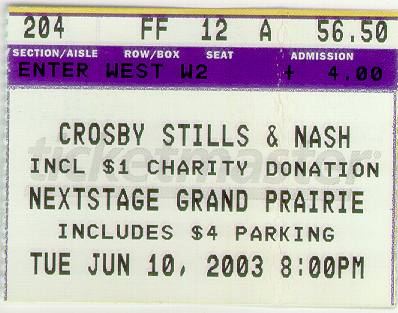 204 FF 12 A 56.50
SECTION/AISLE ROW/BOX SEAT ADMISSION
ENTER WEST W2 + 4.00
CROSBY STILLS & NASH
INCL $1 CHARITY DONATION
ticketmaster
NEXTSTAGE GRAND PRAIRIE
INCLUDES $4 PARKING
TUE JUN 10, 2003 8:00PM